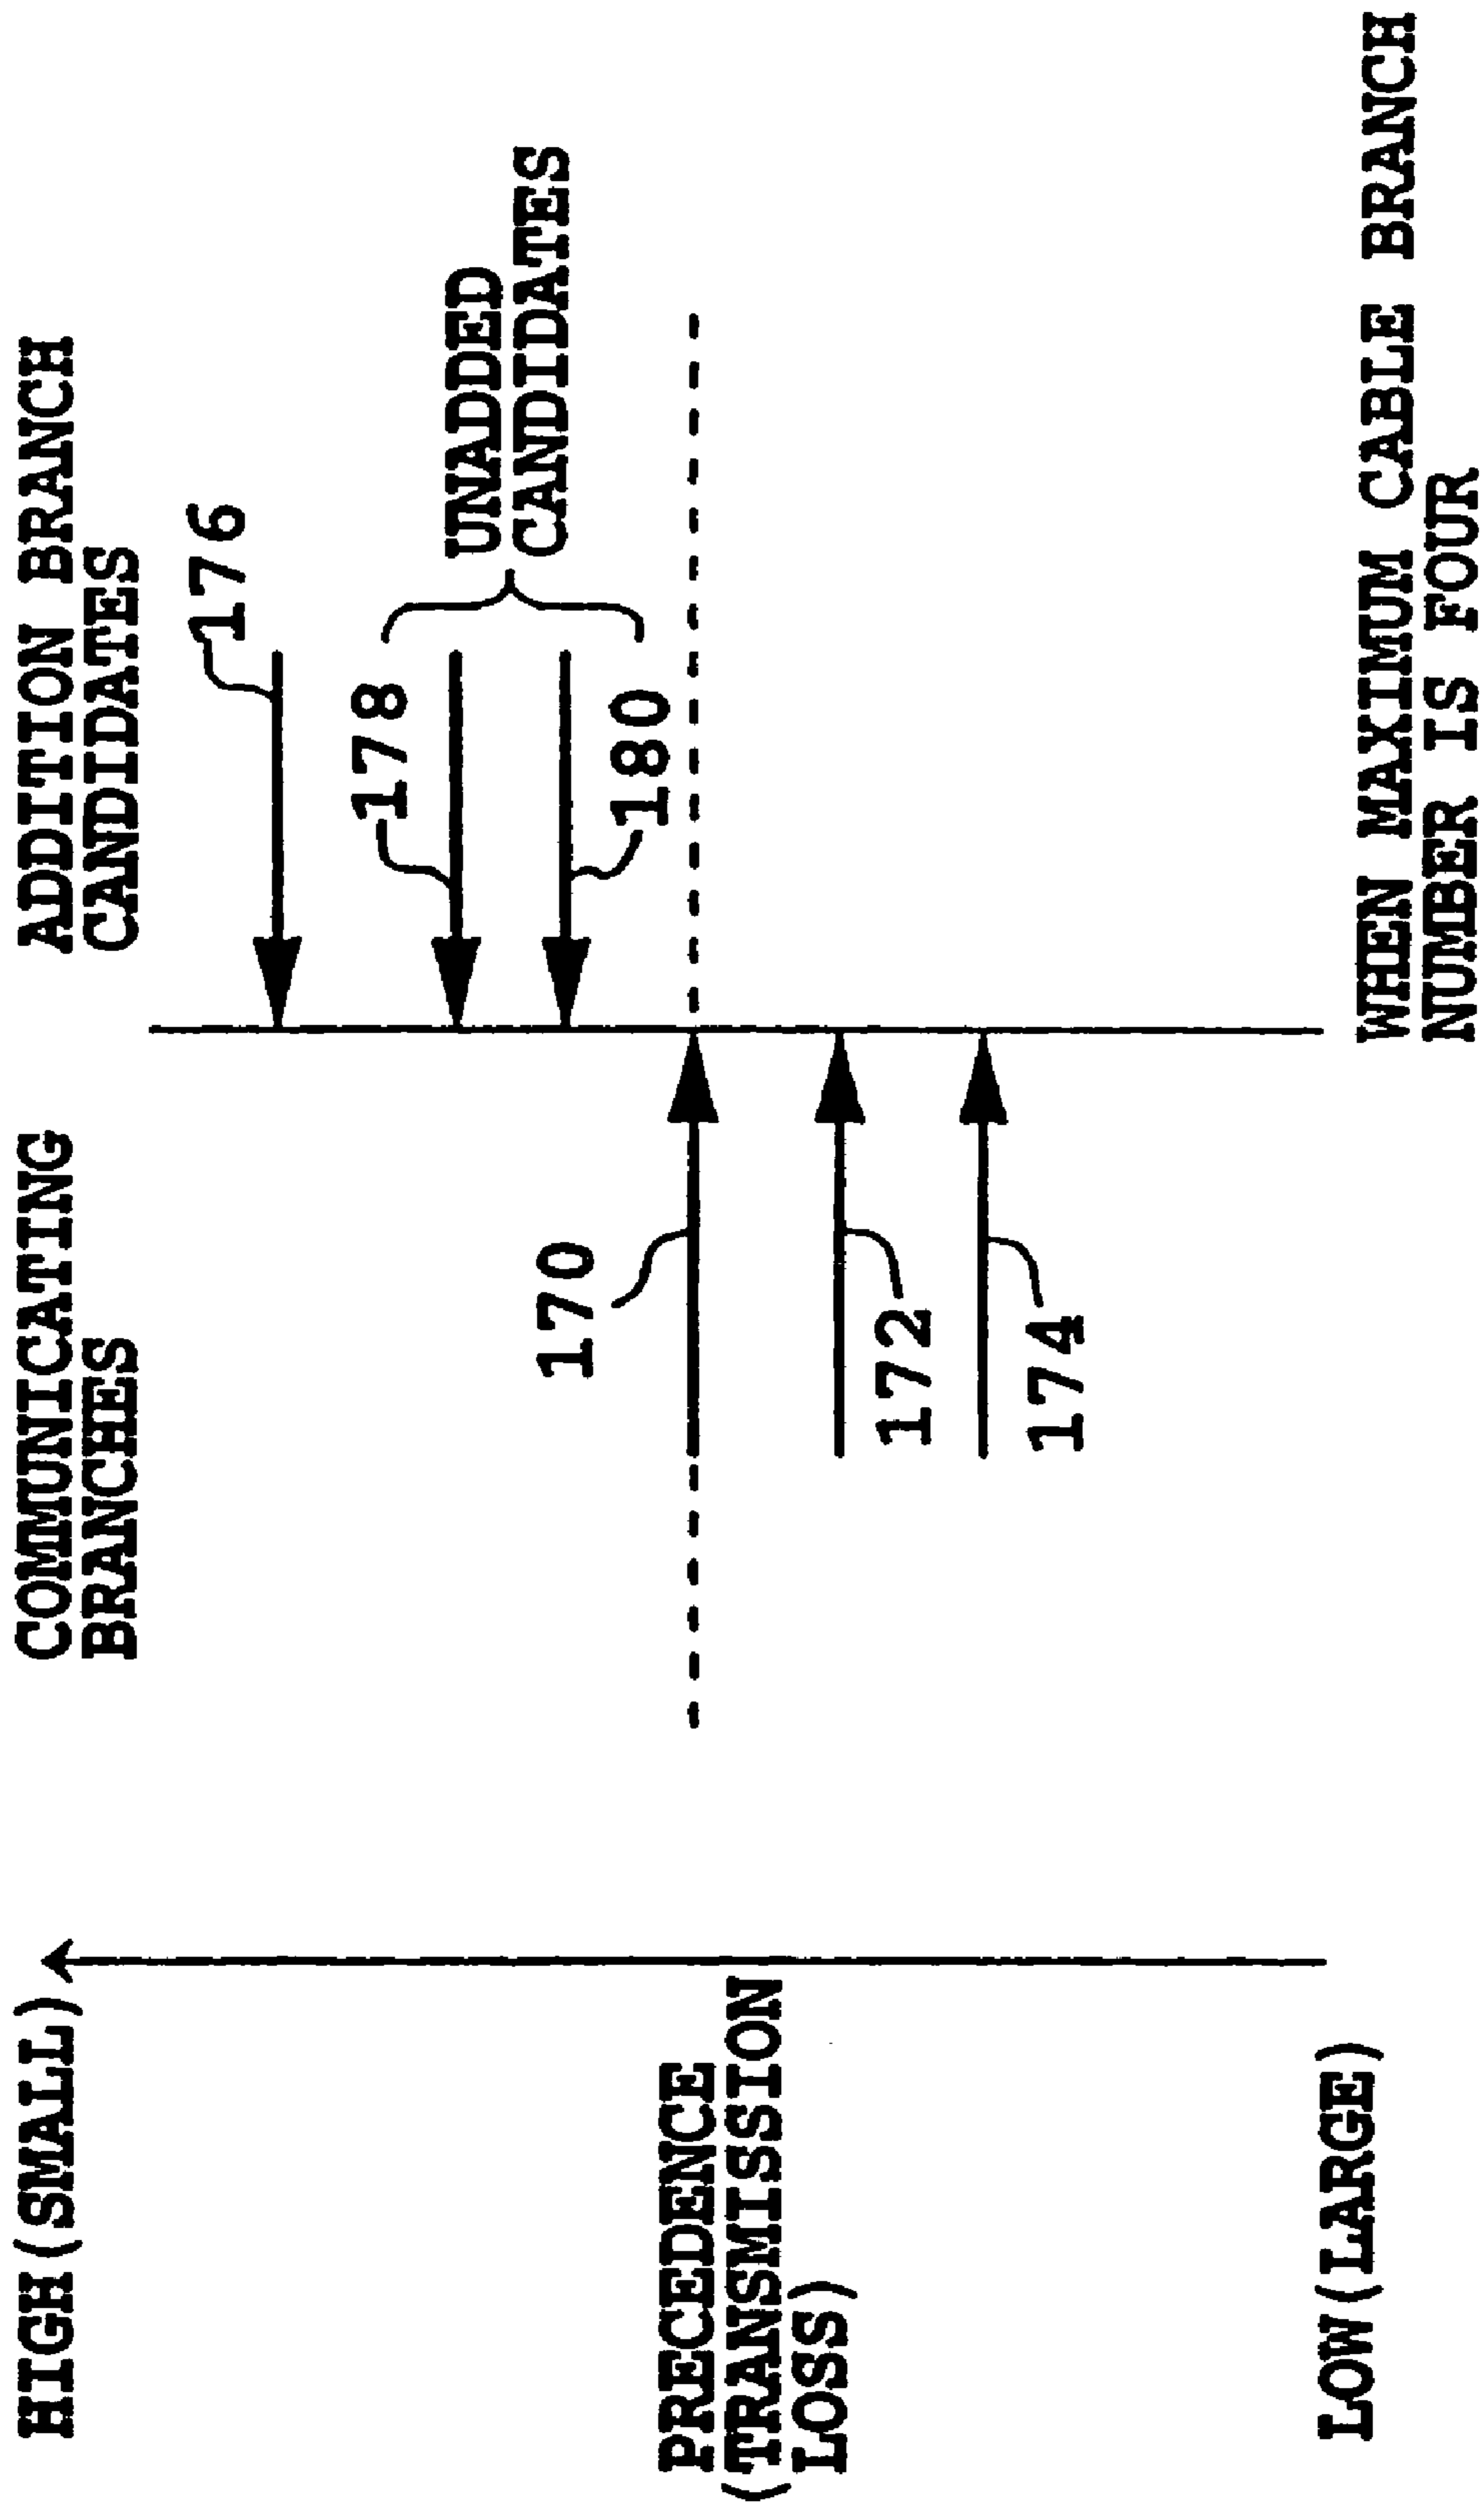 HIGH(SMALL)
PRECEDENCE
(TRANSMISSION
LOSS)
LOW(LARGE)
COMMUNICATING
BRANCHES
170
172
174
ADDITION BRANCH
CANDIDATES
176
178
180
UNADDED
CANDIDATES
WHEN MAXIMUM CABLE BRANCH
NUMBER IS FOUR